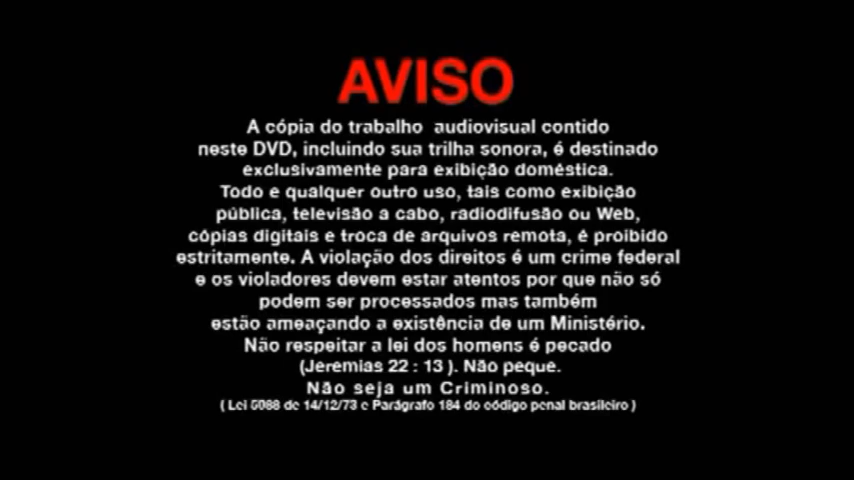 AVISO
A cópia do trabalho audiovisual contido
neste DVD, incluindo sua trilha sonora, é destinado
exclusivamente para exibição doméstica.
Todo e qualquer outro uso, tais como exibição
pública, televisão a cabo, radiodifusão ou Web,
cópias digitais e troca de arquivos remota, é proibido
estritamente. A violação dos direitos é um crime federal
e os violadores devem estar atentos por que não só
podem ser processados mas também
estão ameaçando a existência de um Ministério.
Não respeitar a lei dos homens é pecado
(Jeremias 22 : 13 ). Não peque.
Não seja um Criminoso.
( Lei 5988 de 14/12/73 e Parágrafo 184 do código penal brasileiro )